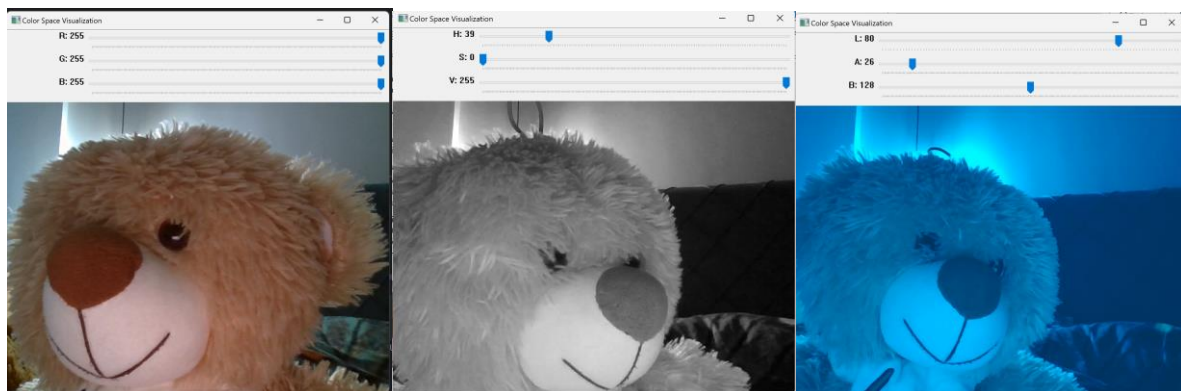 Color Space Visualization
R: 255
G: 255
B: 255
Color Space Visualization
H: 39
S: 0
V: 255
Color Space Visualization
L: 80
A: 26
B: 128